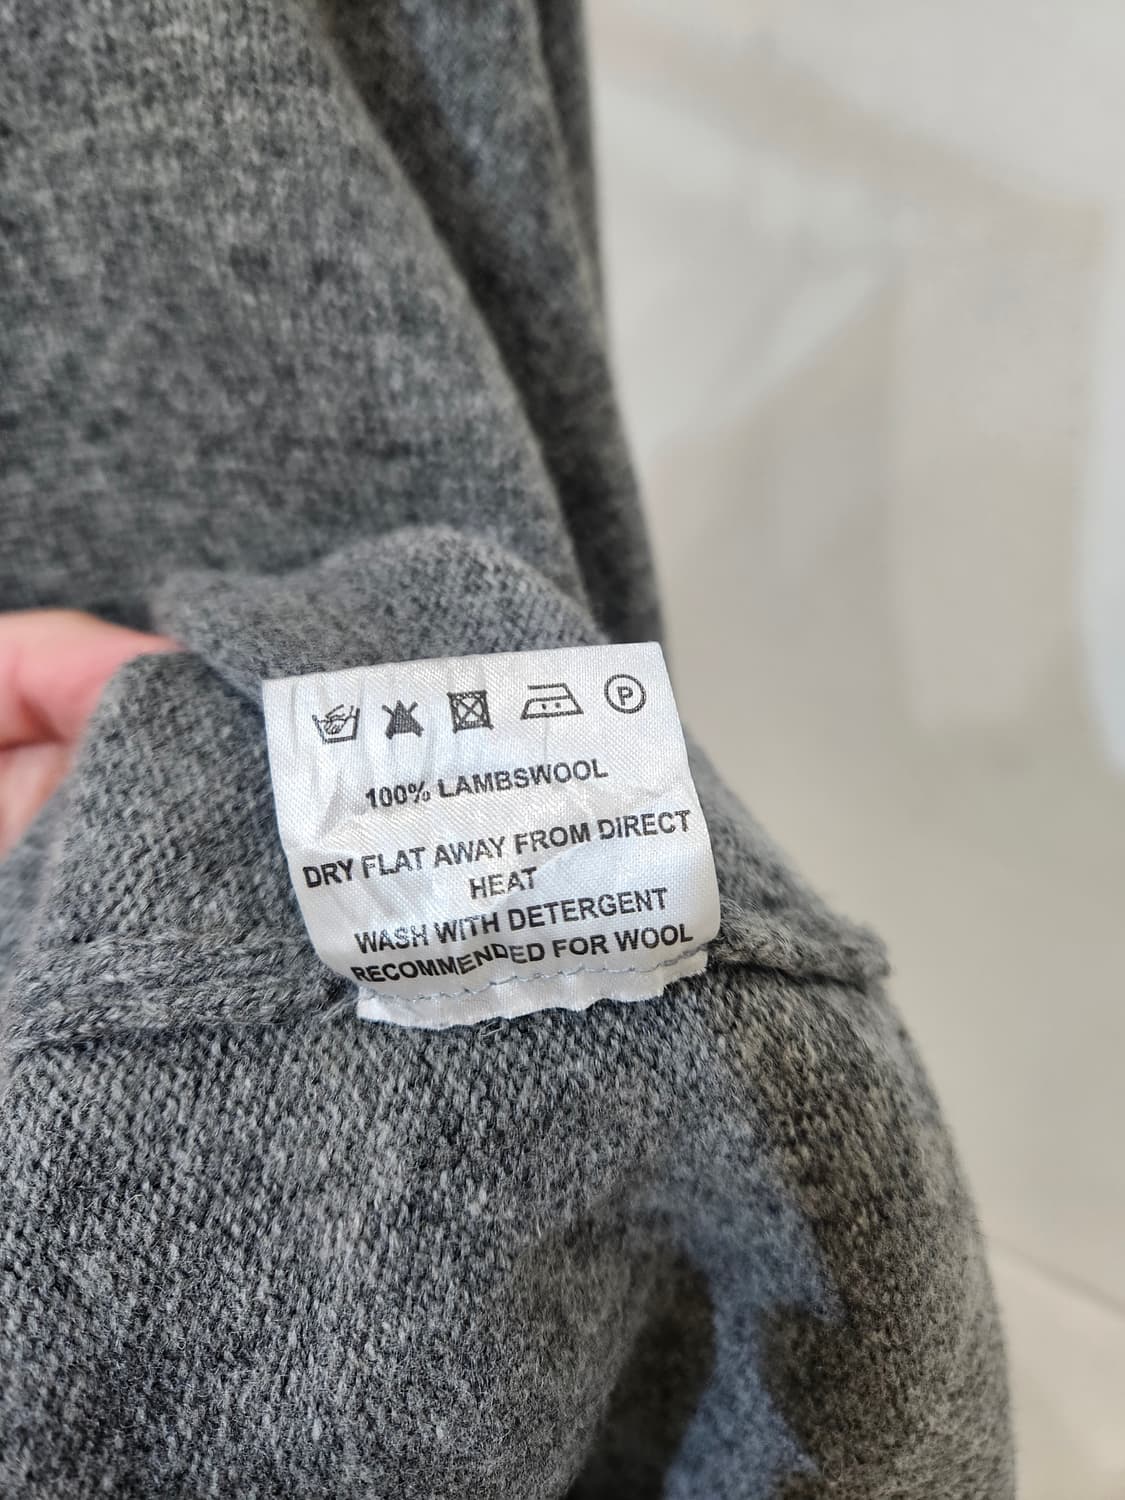 P
100% LAMBSWOOL
DRY FLAT AWAY FROM DIRECT
HEAT
WASH WITH DETERGENT
RECOMMENDED FOR WOOL